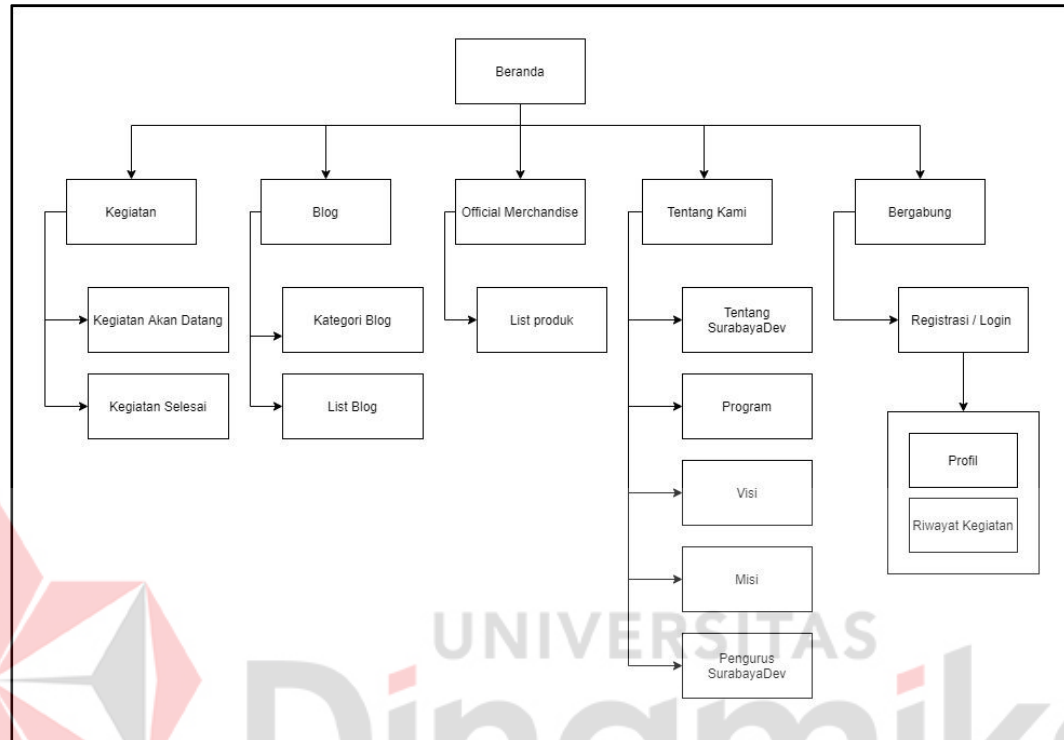 Beranda
Kegiatan
Blog
Official Merchandise
Tentang Kami
Bergabung
Kegiatan Akan Datang
Kategori Blog
List produk
Tentang
SurabayaDev
Registrasi / Login
Kegiatan Selesai
List Blog
Program
Profil
Visi
Riwayat Kegiatan
Misi
Pengurus
SurabayaDev
UNIVERSITAS
Dinamika